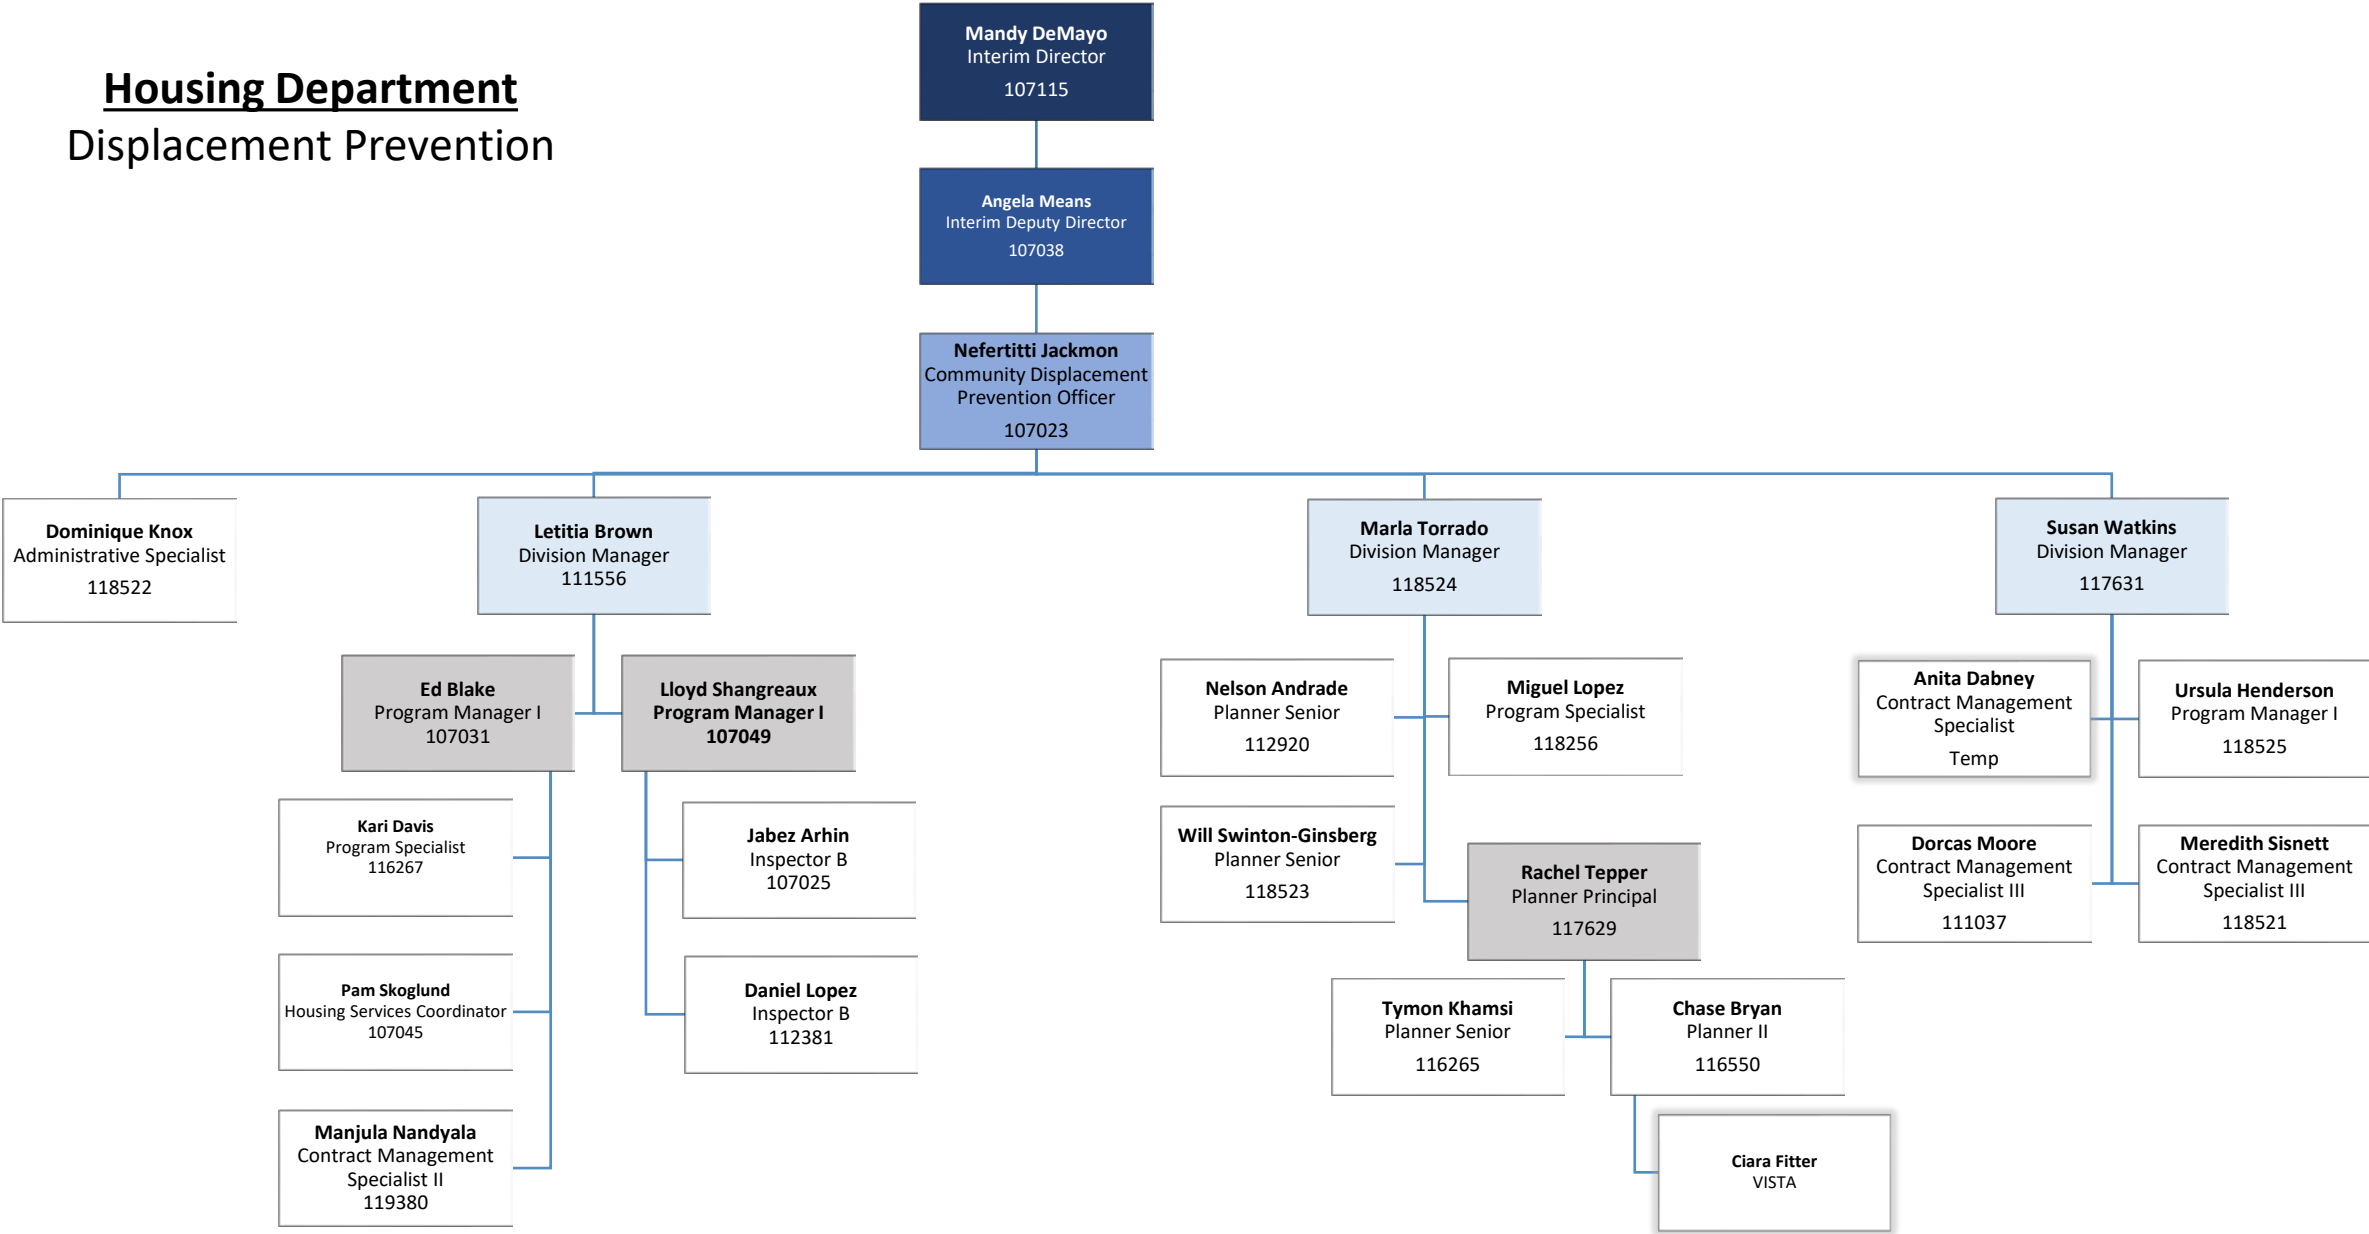 Housing Department
Displacement Prevention
Mandy DeMayo
Interim Director
107115
Angela Means
Interim Deputy Director
107038
Nefertitti Jackmon
Community Displacement
Prevention Officer
107023
Dominique Knox
Administrative Specialist
118522
Letitia Brown
Division Manager
111556
Marla Torrado
Division Manager
118524
Susan Watkins
Division Manager
117631
Ed Blake
Program Manager I
107031
Lloyd Shangreaux
Program Manager I
107049
Kari Davis
Program Specialist
116267
Pam Skoglund
Housing Services Coordinator
107045
Manjula Nandyala
Contract Management
Specialist II
119380
Jabez Arhin
Inspector B
107025
Daniel Lopez
Inspector B
112381
Nelson Andrade
Planner Senior
112920
Miguel Lopez
Program Specialist
118256
Will Swinton-Ginsberg
Planner Senior
118523
Rachel Tepper
Planner Principal
117629
Tymon Khamsi
Planner Senior
116265
Chase Bryan
Planner II
116550
Ciara Fitter
VISTA
Anita Dabney
Contract Management
Specialist
Temp
Ursula Henderson
Program Manager I
118525
Dorcas Moore
Contract Management
Specialist III
111037
Meredith Sisnett
Contract Management
Specialist III
118521